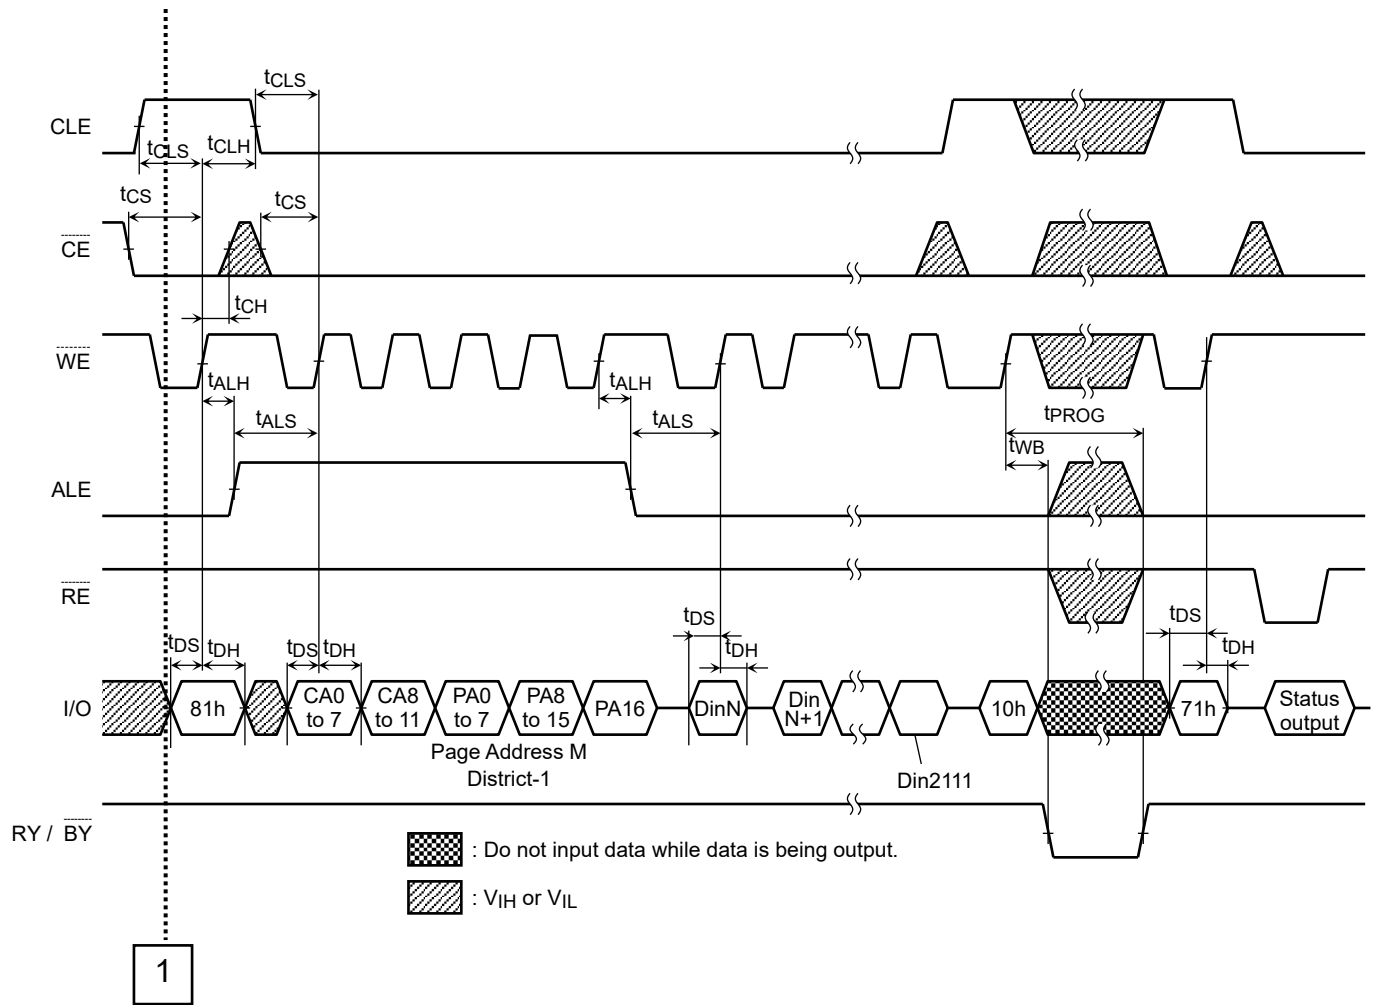 tCLS
CLE
tCLS
tCLH
tCS
tCS
CE
tCH
WE
tALH
tALH
tALS
tALS
tPROG
tWB
ALE
RE
tDS
tDH
tDS
tDH
tDS
tDH
tDS
tDH
I/O
81h
CA0
to 7
CA8
to 11
PA0
to 7
PA8
to 15
PA16
DinN
Din
N+1
10h
71h
Status
output
Page Address M
District-1
Din2111
RY / BY
: Do not input data while data is being output.
: VIH or VIL
1